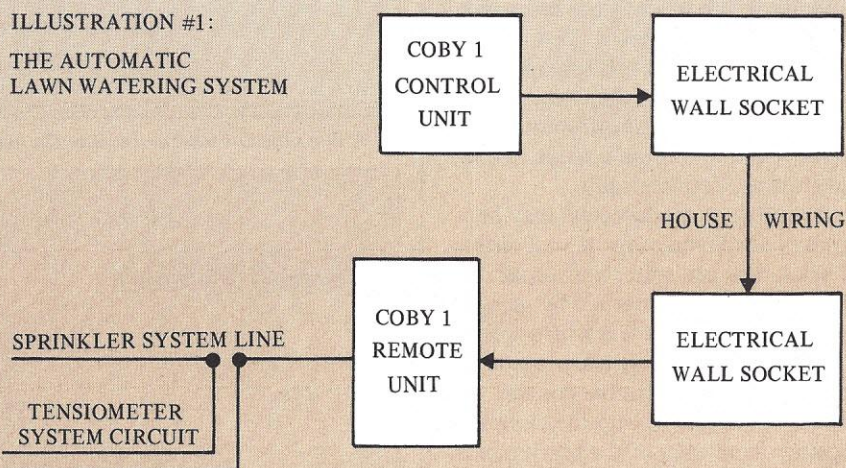 ILLUSTRATION #1:
THE AUTOMATIC
LAWN WATERING SYSTEM
COBY 1
CONTROL
UNIT
ELECTRICAL
WALL SOCKET
HOUSE WIRING
COBY 1
REMOTE
UNIT
ELECTRICAL
WALL SOCKET
SPRINKLER SYSTEM LINE
TENSIOMETER
SYSTEM CIRCUIT